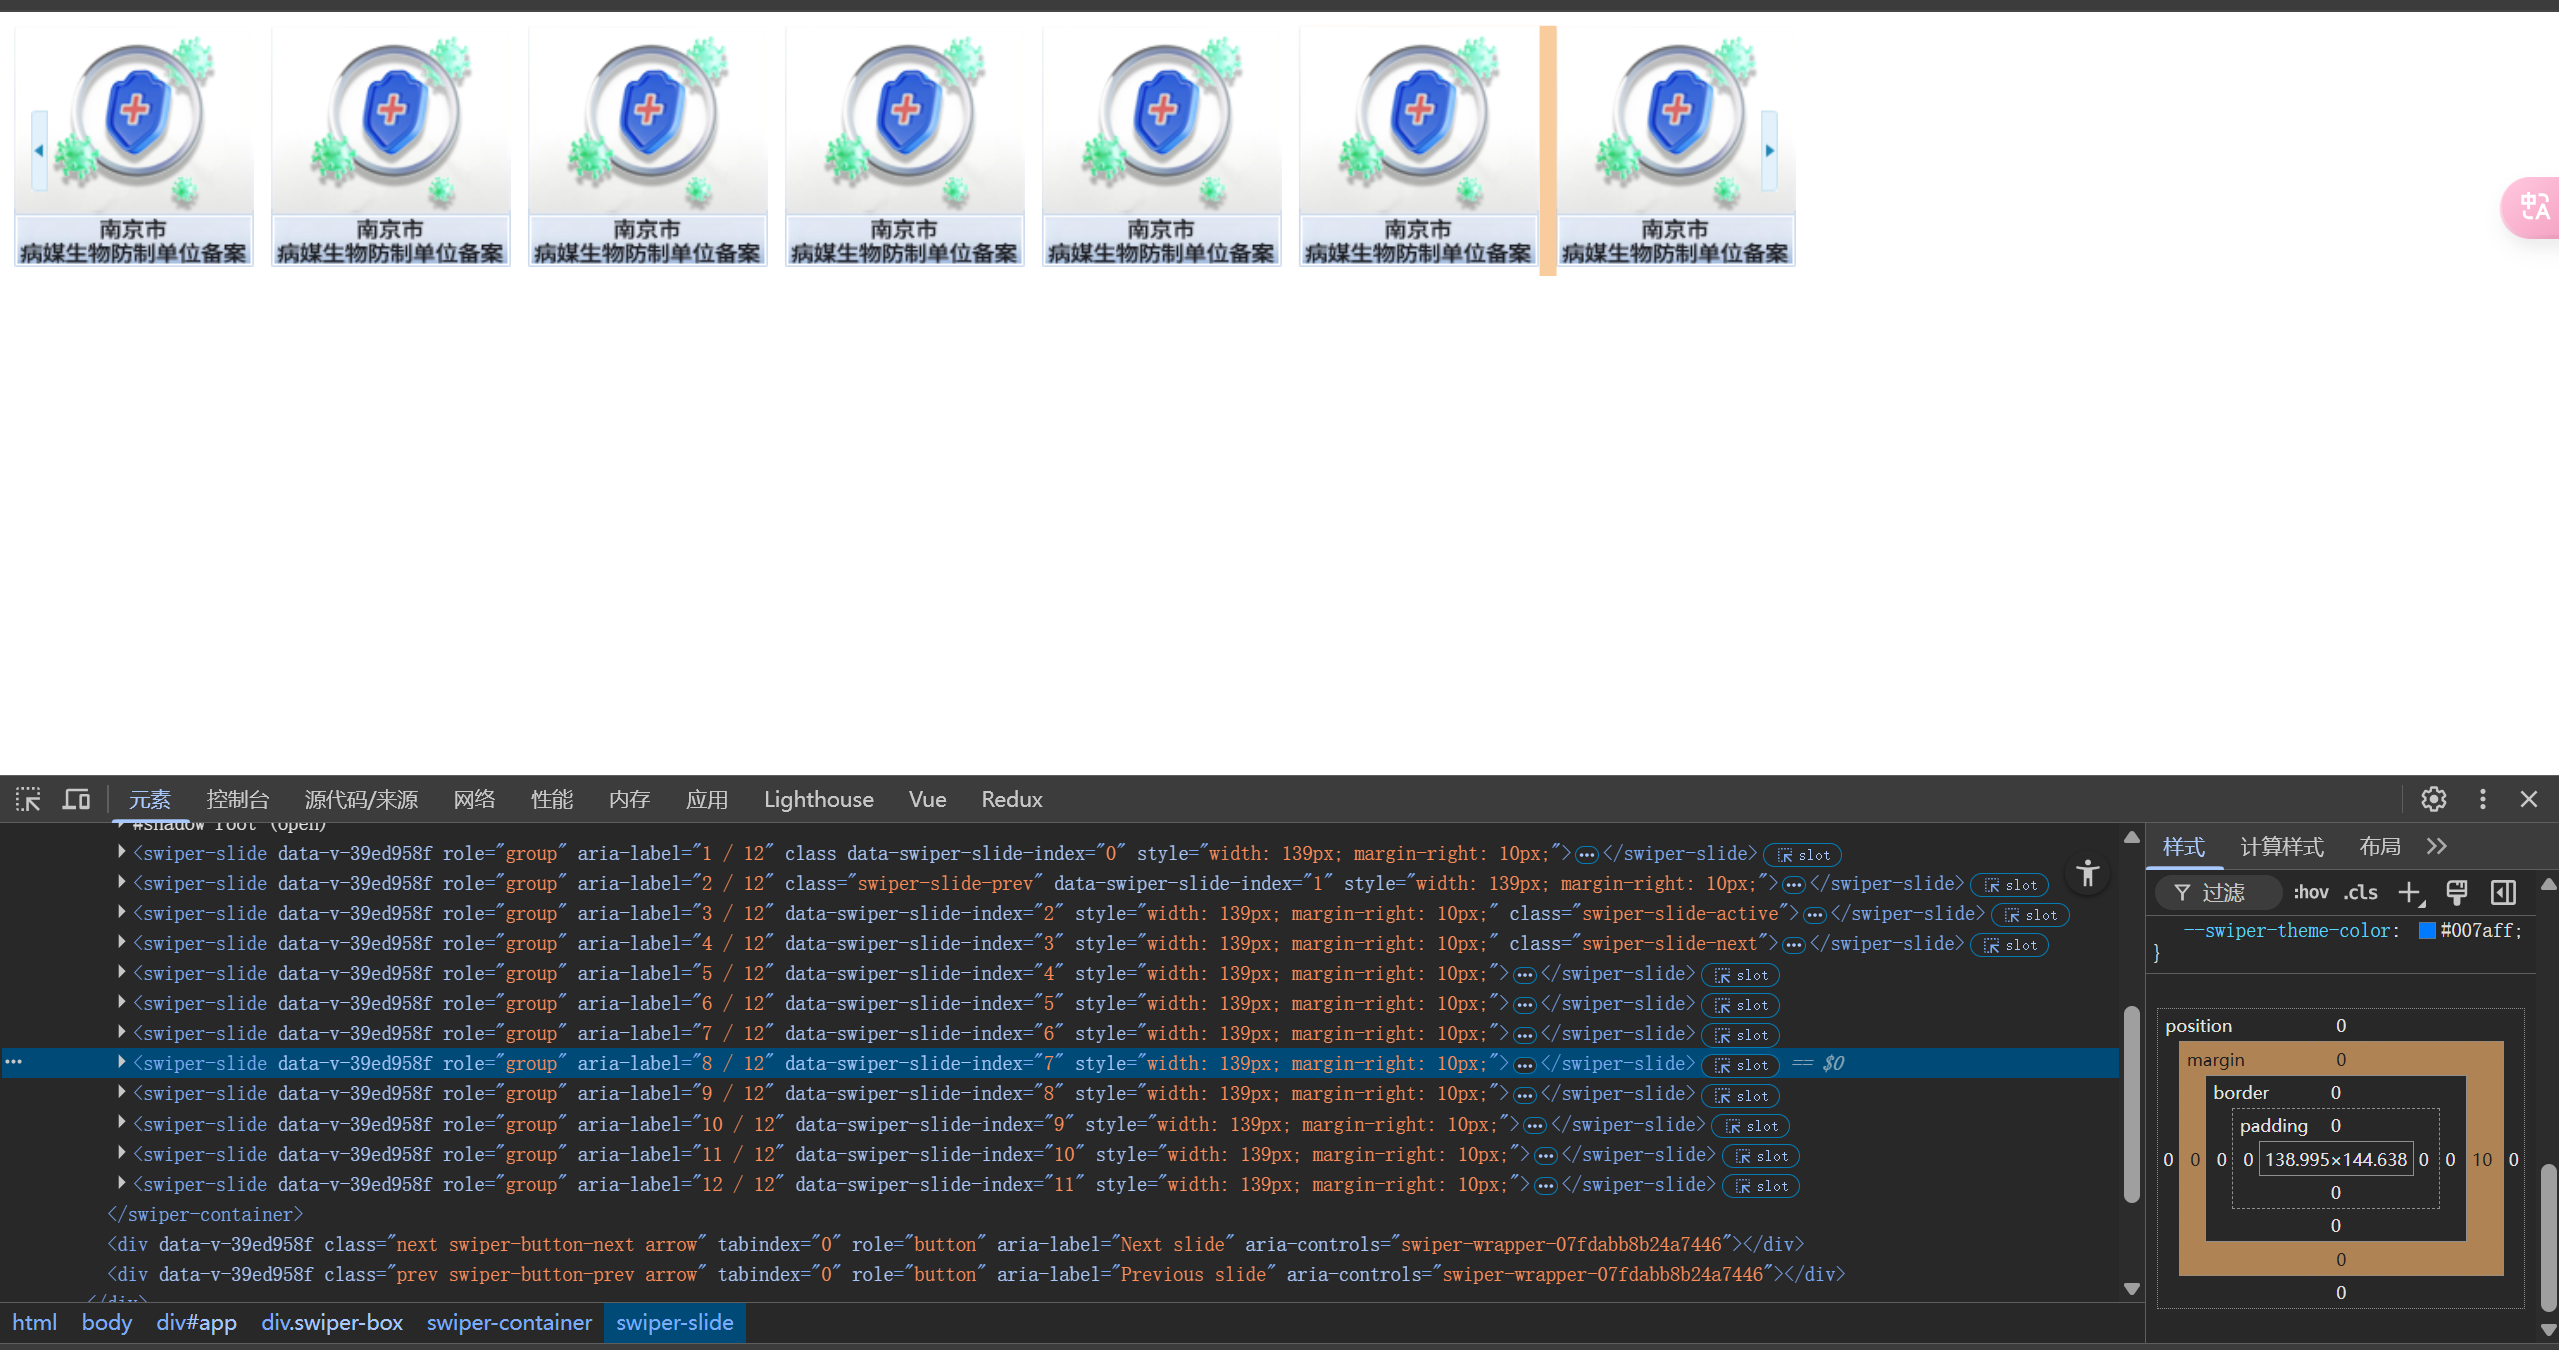 南京市
病媒生物防制单位备案
南京市
病媒生物防制单位备案
南京市
病媒生物防制单位备案
南京市
病媒生物防制单位备案
南京市
病媒生物防制单位备案
南京市
病媒生物防制单位备案
南京市
病媒生物防制单位备案
中A
元素 控制台 源代码/来源 网络 性能 内存 应用 Lighthouse Vue Redux
#shadow root (open)
<swiper-slide data-v-39ed958f role="group" aria-label="1 / 12" class data-swiper-slide-index="0" style="width: 139px; margin-right: 10px;">…</swiper-slide> slot
<swiper-slide data-v-39ed958f role="group" aria-label="2 / 12" class="swiper-slide-prev" data-swiper-slide-index="1" style="width: 139px; margin-right: 10px;">…</swiper-slide> slot
<swiper-slide data-v-39ed958f role="group" aria-label="3 / 12" data-swiper-slide-index="2" style="width: 139px; margin-right: 10px;" class="swiper-slide-active">…</swiper-slide> slot
<swiper-slide data-v-39ed958f role="group" aria-label="4 / 12" data-swiper-slide-index="3" style="width: 139px; margin-right: 10px;" class="swiper-slide-next">…</swiper-slide> slot
<swiper-slide data-v-39ed958f role="group" aria-label="5 / 12" data-swiper-slide-index="4" style="width: 139px; margin-right: 10px;">…</swiper-slide> slot
<swiper-slide data-v-39ed958f role="group" aria-label="6 / 12" data-swiper-slide-index="5" style="width: 139px; margin-right: 10px;">…</swiper-slide> slot
<swiper-slide data-v-39ed958f role="group" aria-label="7 / 12" data-swiper-slide-index="6" style="width: 139px; margin-right: 10px;">…</swiper-slide> slot
… <swiper-slide data-v-39ed958f role="group" aria-label="8 / 12" data-swiper-slide-index="7" style="width: 139px; margin-right: 10px;">…</swiper-slide> slot == $0
<swiper-slide data-v-39ed958f role="group" aria-label="9 / 12" data-swiper-slide-index="8" style="width: 139px; margin-right: 10px;">…</swiper-slide> slot
<swiper-slide data-v-39ed958f role="group" aria-label="10 / 12" data-swiper-slide-index="9" style="width: 139px; margin-right: 10px;">…</swiper-slide> slot
<swiper-slide data-v-39ed958f role="group" aria-label="11 / 12" data-swiper-slide-index="10" style="width: 139px; margin-right: 10px;">…</swiper-slide> slot
<swiper-slide data-v-39ed958f role="group" aria-label="12 / 12" data-swiper-slide-index="11" style="width: 139px; margin-right: 10px;">…</swiper-slide> slot
</swiper-container>
<div data-v-39ed958f class="next swiper-button-next arrow" tabindex="0" role="button" aria-label="Next slide" aria-controls="swiper-wrapper-07fdabb8b24a7446"></div>
<div data-v-39ed958f class="prev swiper-button-prev arrow" tabindex="0" role="button" aria-label="Previous slide" aria-controls="swiper-wrapper-07fdabb8b24a7446"></div>
</div>
html body div#app div.swiper-box swiper-container swiper-slide
样式 计算样式 布局
过滤 :hov .cls
--swiper-theme-color: #007aff;
}
position 0
margin 0
border 0
padding 0
0 0 0 0 138.995×144.638 0 0 10 0
0
0
0
0